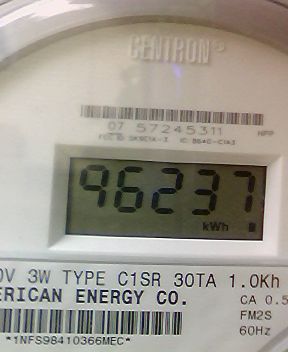 CENTRON®
07 57245311
96237
kWh
0V 3W TYPE C1SR 30TA 1.0Kh
ERICAN ENERGY CO.
CA 0.5
FM2S
60Hz
*1NFS98410366MEC*